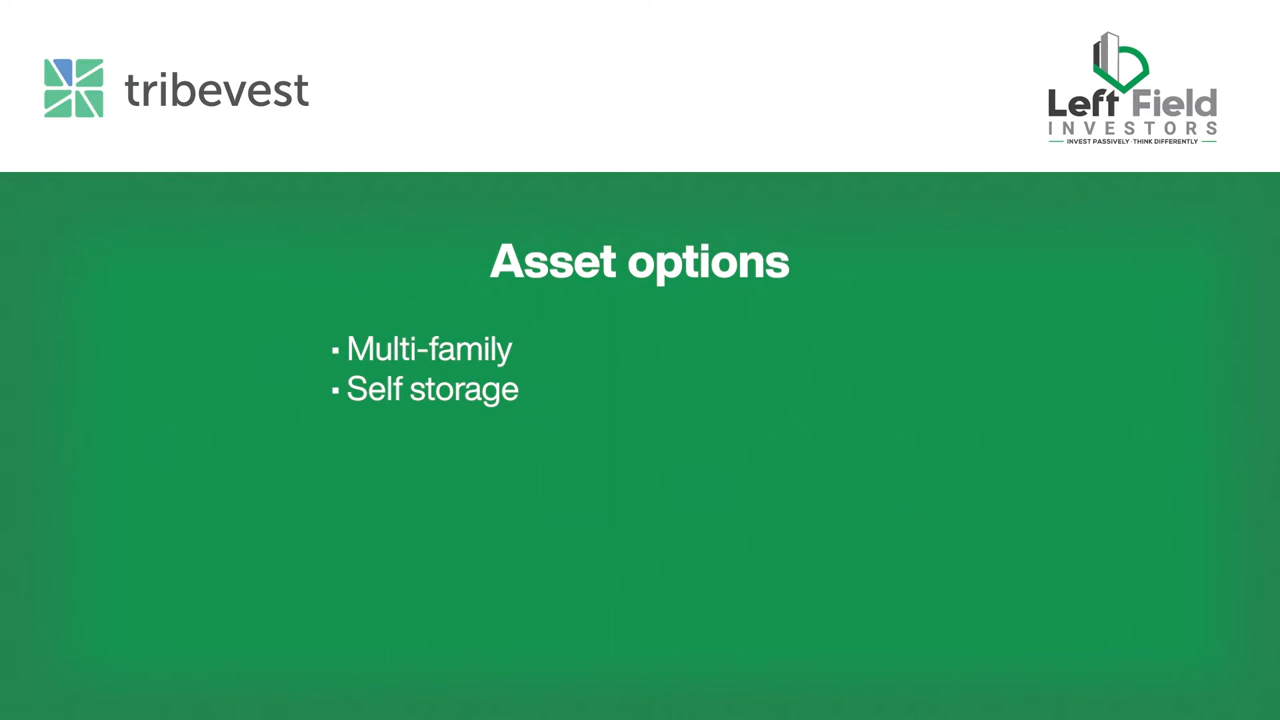 tribevest
Left Field
INVESTORS
INVEST PASSIVELY · THINK DIFFERENTLY
Asset options
▪ Multi-family
▪ Self storage